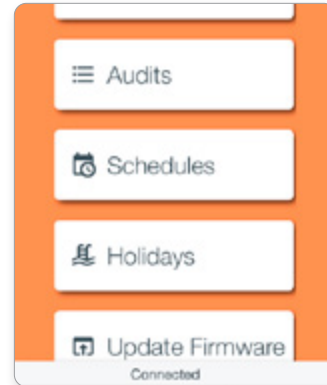 Audits
Schedules
Holidays
Update Firmware
Connected